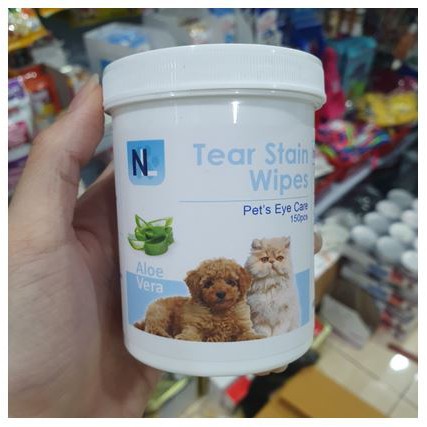 NL
Tear Stain
Wipes
Pet's Eye Care
150pcs
Aloe
Vera